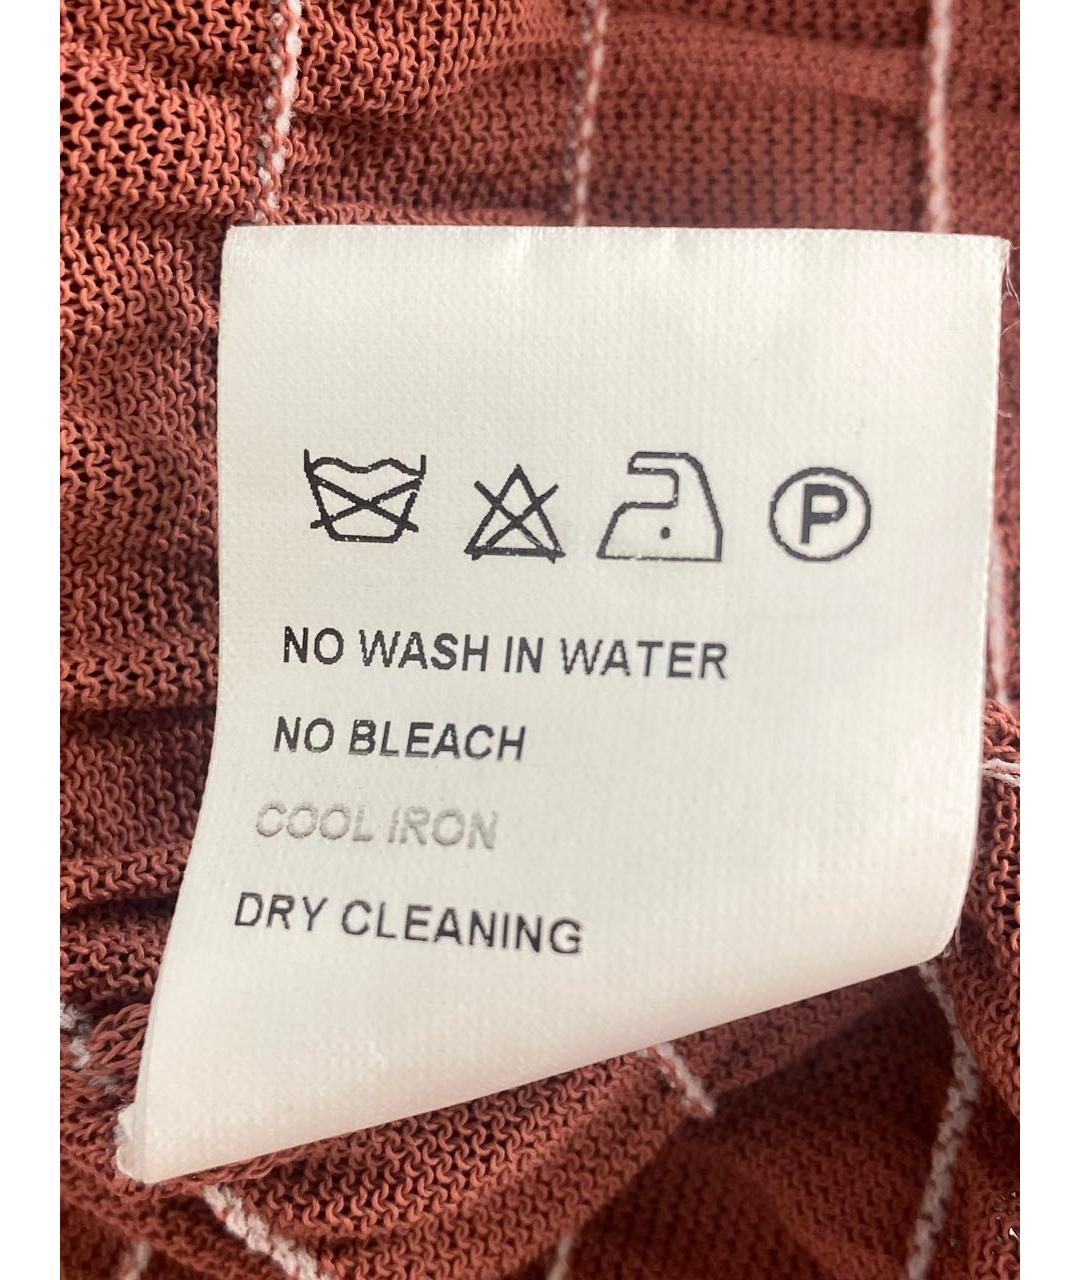 P
NO WASH IN WATER
NO BLEACH
COOL IRON
DRY CLEANING